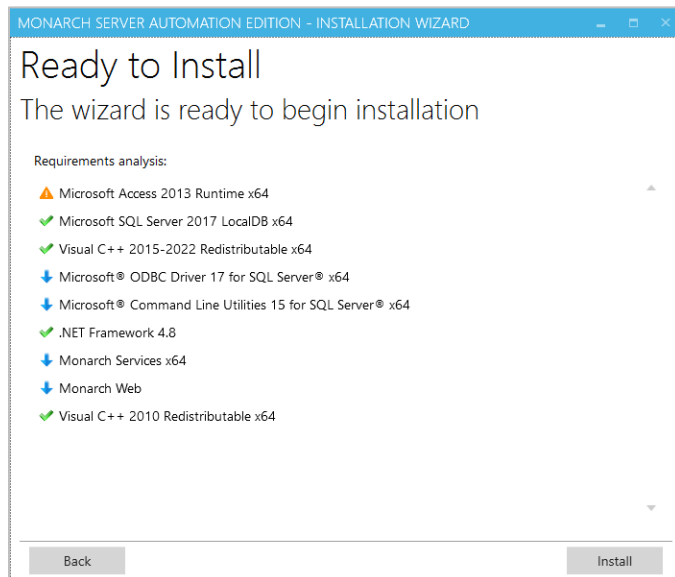 MONARCH SERVER AUTOMATION EDITION - INSTALLATION WIZARD
Ready to Install
The wizard is ready to begin installation
Requirements analysis:
Microsoft Access 2013 Runtime x64
Microsoft SQL Server 2017 LocalDB x64
Visual C++ 2015-2022 Redistributable x64
Microsoft® ODBC Driver 17 for SQL Server® x64
Microsoft® Command Line Utilities 15 for SQL Server® x64
.NET Framework 4.8
Monarch Services x64
Monarch Web
Visual C++ 2010 Redistributable x64
Back
Install